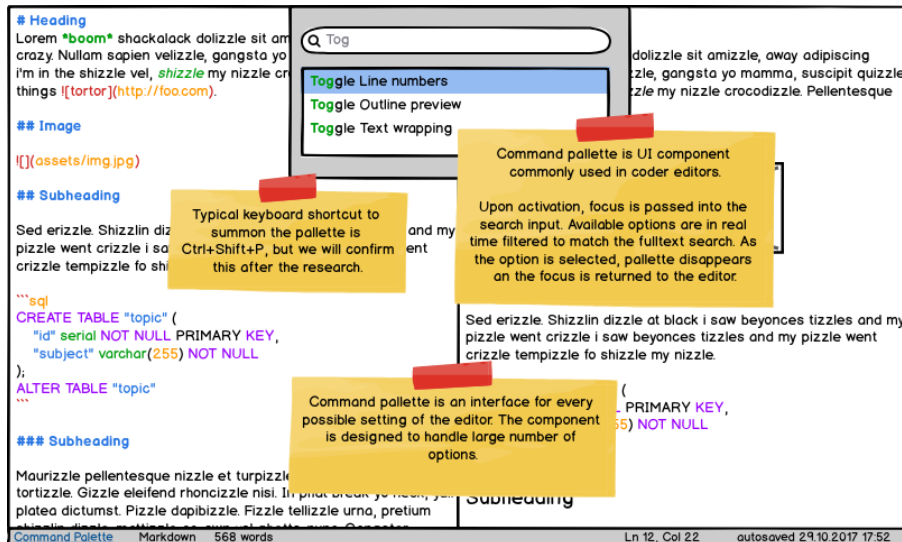 # Heading
Lorem *boom* shackalack dolizzle sit am
crazy. Nullam sapien velizzle, gangsta yo
i'm in the shizzle vel, shizzle my nizzle cr
things ![tortor](http://foo.com).
## Image
![](assets/img.jpg)
## Subheading
Sed erizzle. Shizzlin diz
pizzle went crizzle i sa
crizzle tempizzle fo shi
```sql
CREATE TABLE "topic" (
"id" serial NOT NULL PRIMARY KEY,
"subject" varchar(255) NOT NULL
);
ALTER TABLE "topic"
```
### Subheading
Maurizzle pellentesque nizzle et turpizzle
tortizzle. Gizzle eleifend rhoncizzle nisi. In
platea dictumst. Pizzle dapibizzle. Fizzle tellizzle urna, pretium
Tog
Toggle Line numbers
Toggle Outline preview
Toggle Text wrapping
Typical keyboard shortcut to
summon the pallette is
Ctrl+Shift+P, but we will confirm
this after the research.
and my
ent
Command pallette is UI component
commonly used in coder editors.
Upon activation, focus is passed into the
search input. Available options are in real
time filtered to match the fulltext search. As
the option is selected, pallette disappears
an the focus is returned to the editor.
Command pallette is an interface for every
possible setting of the editor. The component
is designed to handle large number of
options.
dolizzle sit amizzle, away adipiscing
zle, gangsta yo mamma, suscipit quizzle
zle my nizzle crocodizzle. Pellentesque
Sed erizzle. Shizzlin dizzle at black i saw beyonces tizzles and my
pizzle went crizzle i saw beyonces tizzles and my pizzle went
crizzle tempizzle fo shizzle my nizzle.
(
PRIMARY KEY,
55) NOT NULL
Subheading
Command Palette Markdown 568 words Ln 12, Col 22 autosaved 29.10.2017 17:52